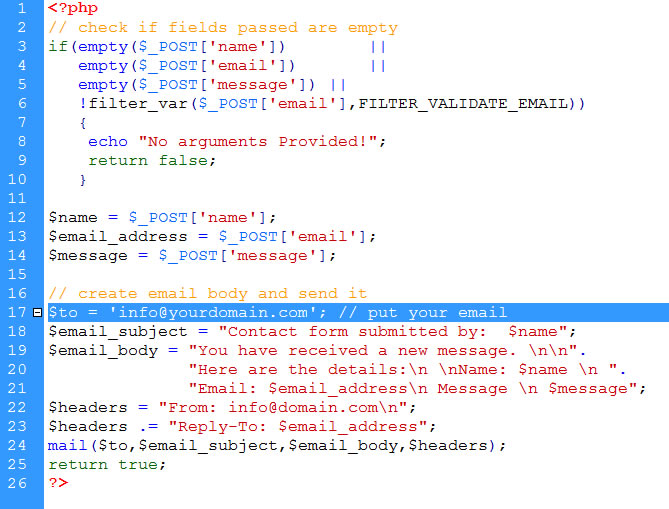 1 <?php
2 // check if fields passed are empty
3 if(empty($_POST['name']) ||
4 empty($_POST['email']) ||
5 empty($_POST['message']) ||
6 !filter_var($_POST['email'],FILTER_VALIDATE_EMAIL))
7 {
8 echo "No arguments Provided!";
9 return false;
10 }
11
12 $name = $_POST['name'];
13 $email_address = $_POST['email'];
14 $message = $_POST['message'];
15
16 // create email body and send it
17 $to = 'info@yourdomain.com'; // put your email
18 $email_subject = "Contact form submitted by:  $name";
19 $email_body = "You have received a new message. \n\n".
20 "Here are the details:\n \nName: $name \n ".
21 "Email: $email_address\n Message \n $message";
22 $headers = "From: info@domain.com\n";
23 $headers .= "Reply-To: $email_address";
24 mail($to,$email_subject,$email_body,$headers);
25 return true;
26 ?>